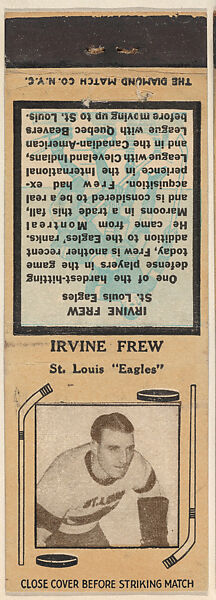 THE DIAMOND MATCH CO. N.Y.C.
IRVINE FREW
St. Louis Eagles
One of the hardest-hitting
defense players in the game
today, Frew is another recent
addition to the Eagles' ranks.
He came from Montreal
Maroons in a trade this fall,
and is considered to be a real
acquisition. Frew had ex-
perience in the International
League with Cleveland Indians,
and in the Canadian-American
League with Quebec Beavers
before moving up to St. Louis.
IRVINE FREW
St. Louis "Eagles"
ST. LOUIS
CLOSE COVER BEFORE STRIKING MATCH